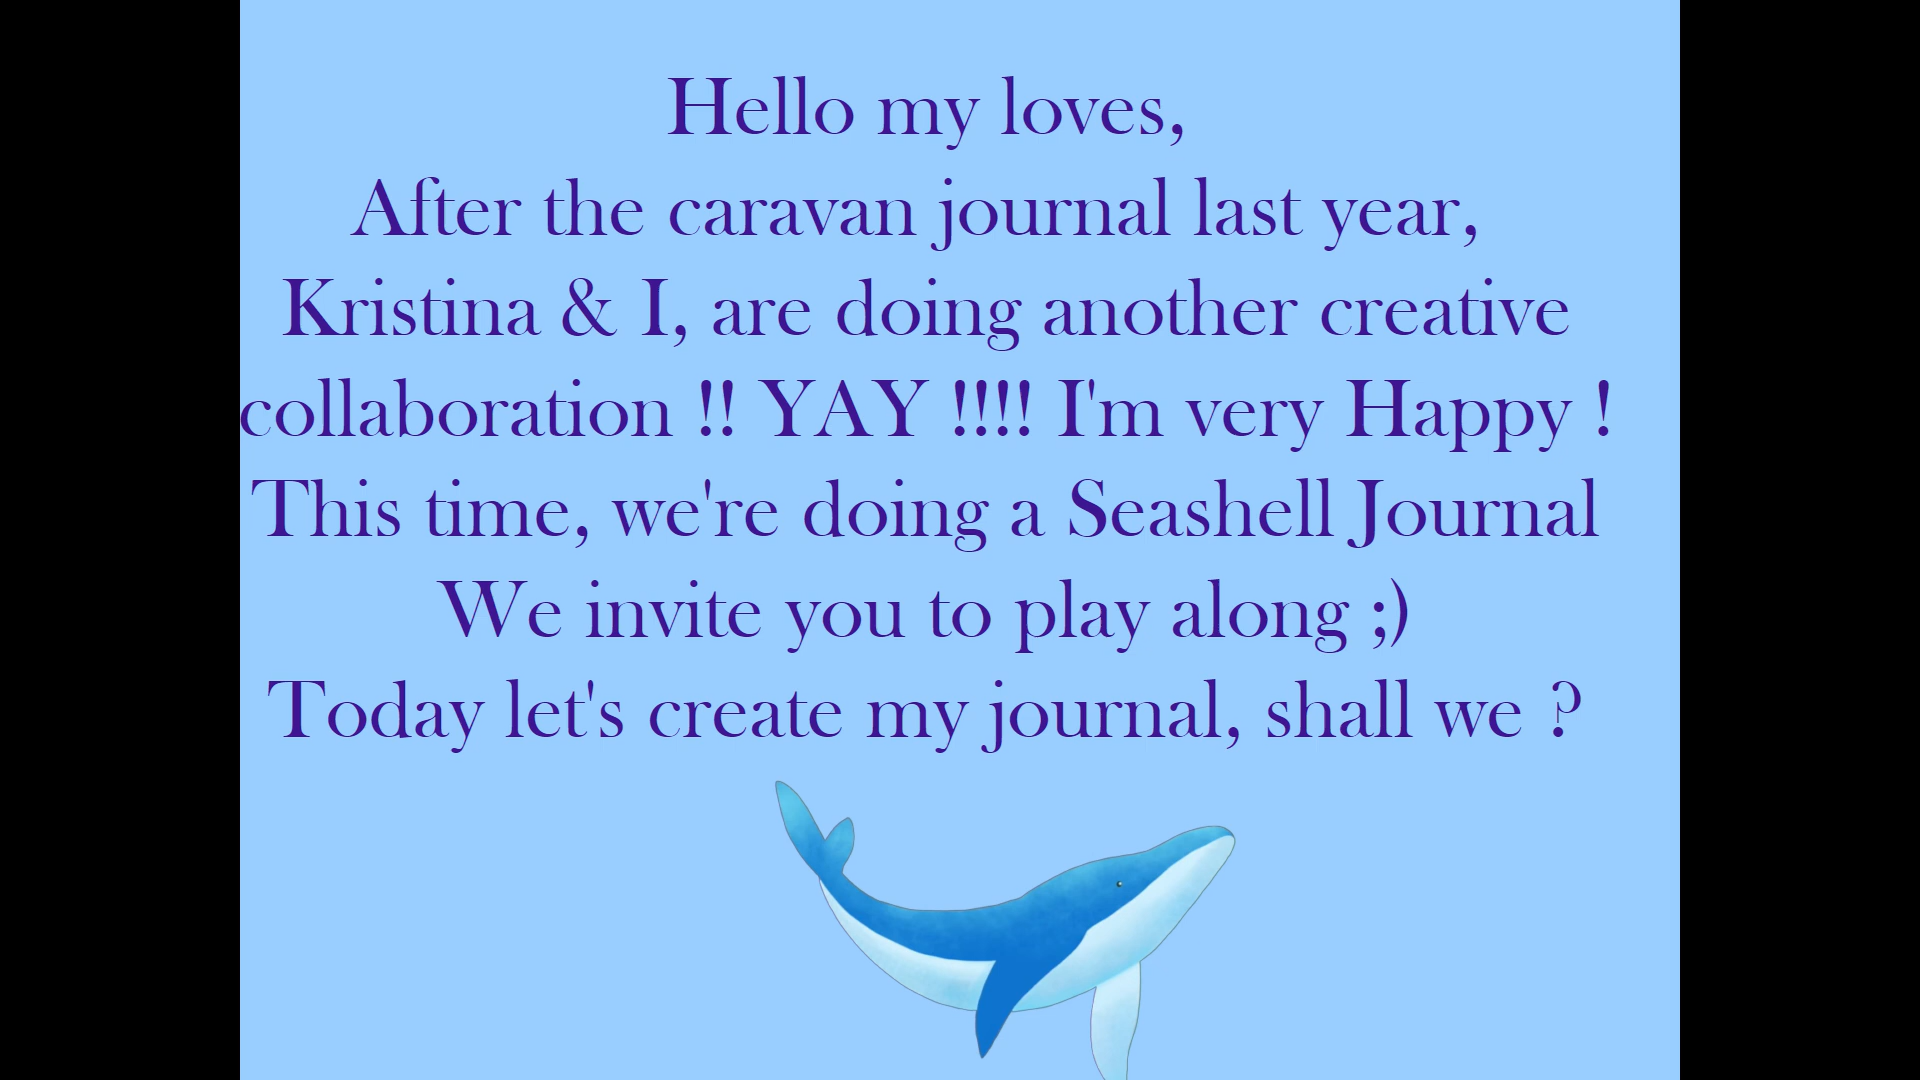 Hello my loves,
After the caravan journal last year,
Kristina & I, are doing another creative
collaboration !! YAY !!!! I'm very Happy !
This time, we're doing a Seashell Journal
We invite you to play along ;)
Today let's create my journal, shall we ?